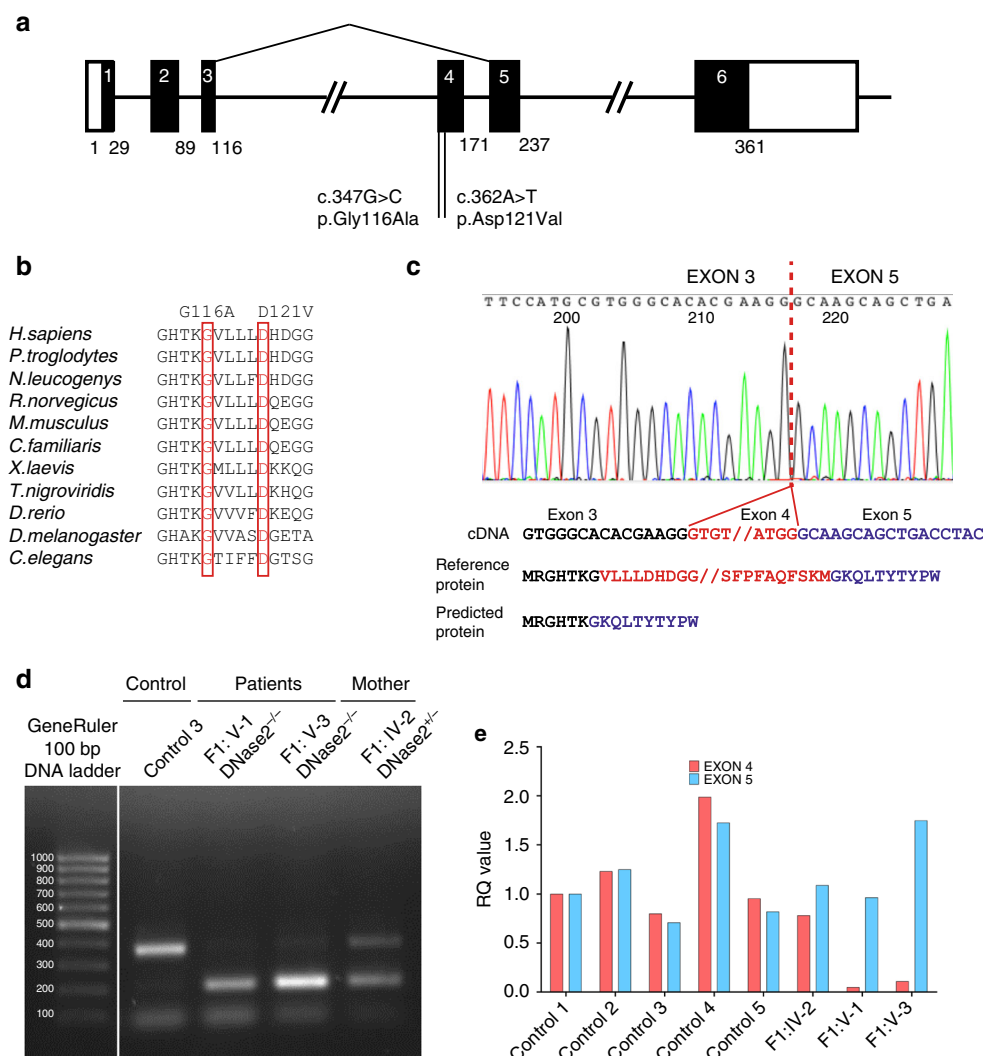 a
1 2 3 4 5 6
1 29 89 116 171 237 361
c.347G>C c.362A>T
p.Gly116Ala p.Asp121Val
b
G116A D121V
H.sapiens GHTKGVLLLDHDGG
P.troglodytes GHTKGVLLLDHDGG
N.leucogenys GHTKGVLLFDHDGG
R.norvegicus GHTKGVLLLDQEGG
M.musculus GHTKGVLLLDQEGG
C.familiaris GHTKGVLLLDQEGG
X.laevis GHTKGMLLLDKKQG
T.nigroviridis GHTKGVVLLDKHQG
D.rerio GHTKGVVVFDKEQG
D.melanogaster GHAKGVVASDGETA
C.elegans GHTKGTIFFDGTSG
c
EXON 3 EXON 5
T T C C A T G C G T G G G C A C A C G A A G G G C A A G C A G C T G A
200 210 220
Exon 3 Exon 4 Exon 5
cDNA GTGGGCACACGAAGGGTGT//ATGGGCAAGCAGCTGACCTAC
Reference
protein
MRGHTKGVLLLDHDGG//SFPFAQFSKMGKQLTYTYPW
Predicted
protein
MRGHTKGKQLTYTYPW
d
Control Patients Mother
GeneRuler
100 bp
DNA ladder
Control 3
F1: V-1
DNase2−/−
F1: V-3
DNase2−/−
F1: IV-2
DNase2+/−
1000
900
800
700
600
500
400
300
200
100
e
2.5
2.0
1.5
1.0
0.5
0.0
RQ value
EXON 4
EXON 5
Control 1
Control 2
Control 3
Control 4
Control 5
F1:IV-2
F1:V-1
F1:V-3